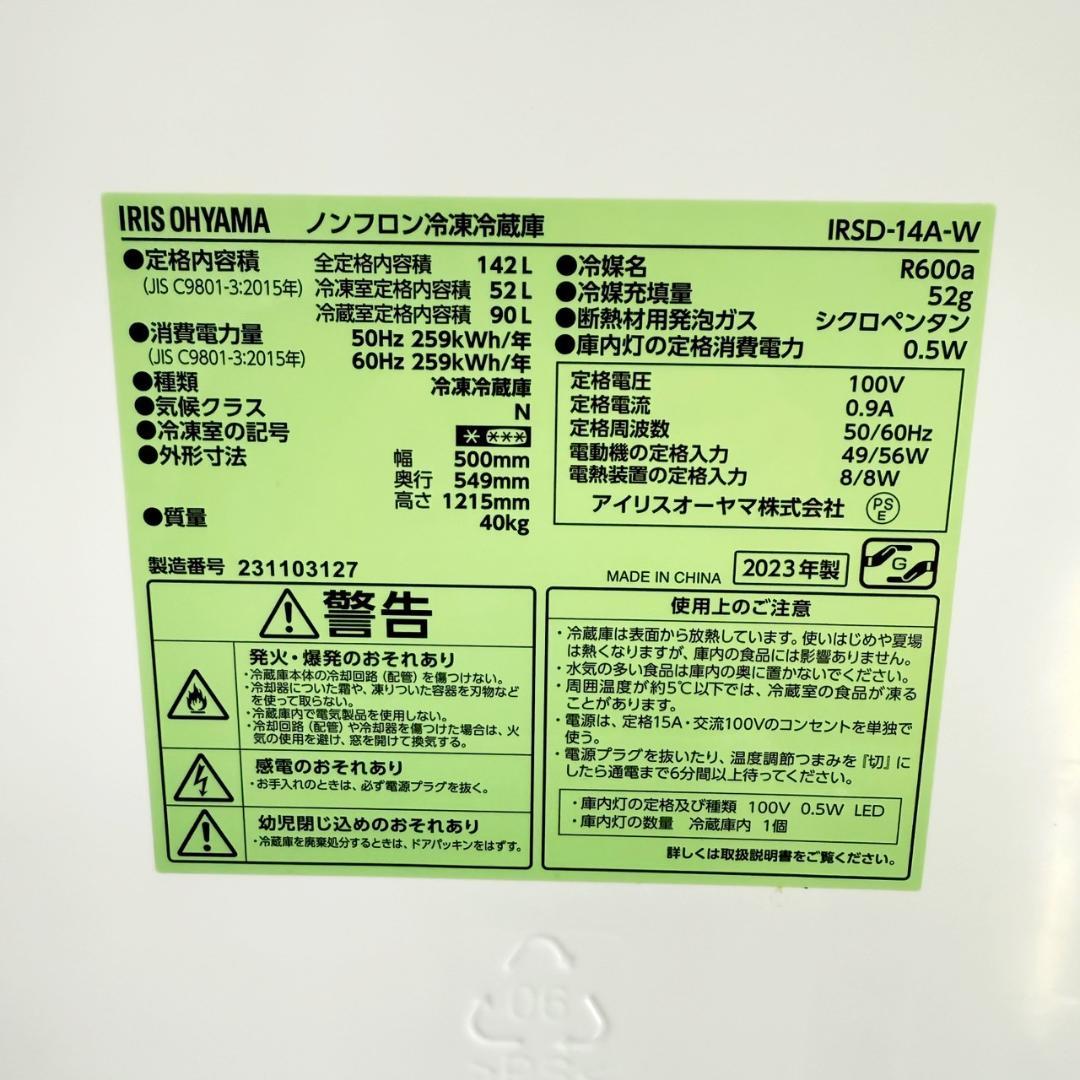 IRIS OHYAMA ノンフロン冷凍冷蔵庫 IRSD-14A-W
●定格内容積 全定格内容積 142L
(JIS C9801-3:2015年) 冷凍室定格内容積 52L
冷蔵室定格内容積 90L
●消費電力量 50Hz 259kWh/年
(JIS C9801-3:2015年) 60Hz 259kWh/年
●種類 冷凍冷蔵庫
●気候クラス N
●冷凍室の記号
●外形寸法 幅 500mm
奥行 549mm
高さ 1215mm
●質量 40kg
●冷媒名 R600a
●冷媒充填量 52g
●断熱材用発泡ガス シクロペンタン
●庫内灯の定格消費電力 0.5W
定格電圧 100V
定格電流 0.9A
定格周波数 50/60Hz
電動機の定格入力 49/56W
電熱装置の定格入力 8/8W
アイリスオーヤマ株式会社 PS
E
製造番号 231103127
MADE IN CHINA 2023年製 G
警告
発火・爆発のおそれあり
・冷蔵庫本体の冷却回路(配管)を傷つけない。
・冷却器についた霜や、凍りついた容器を刃物など
を使って取らない。
・冷蔵庫内で電気製品を使用しない。
・冷却回路(配管)や冷却器を傷つけた場合は、火
気の使用を避け、窓を開けて換気する。
感電のおそれあり
・お手入れのときは、必ず電源プラグを抜く。
幼児閉じ込めのおそれあり
・冷蔵庫を廃棄処分するときは、ドアパッキンをはずす。
使用上のご注意
・冷蔵庫は表面から放熱しています。使いはじめや夏場
は熱くなりますが、庫内の食品には影響ありません。
・水気の多い食品は庫内の奥に置かないでください。
・周囲温度が約5℃以下では、冷蔵室の食品が凍る
ことがあります。
・電源は、定格15A・交流100Vのコンセントを単独で
使う。
・電源プラグを抜いたり、温度調節つまみを『切』に
したら通電まで6分間以上待ってください。
・庫内灯の定格及び種類 100V 0.5W LED
・庫内灯の数量 冷蔵庫内 1個
詳しくは取扱説明書をご覧ください。
06
>PS<